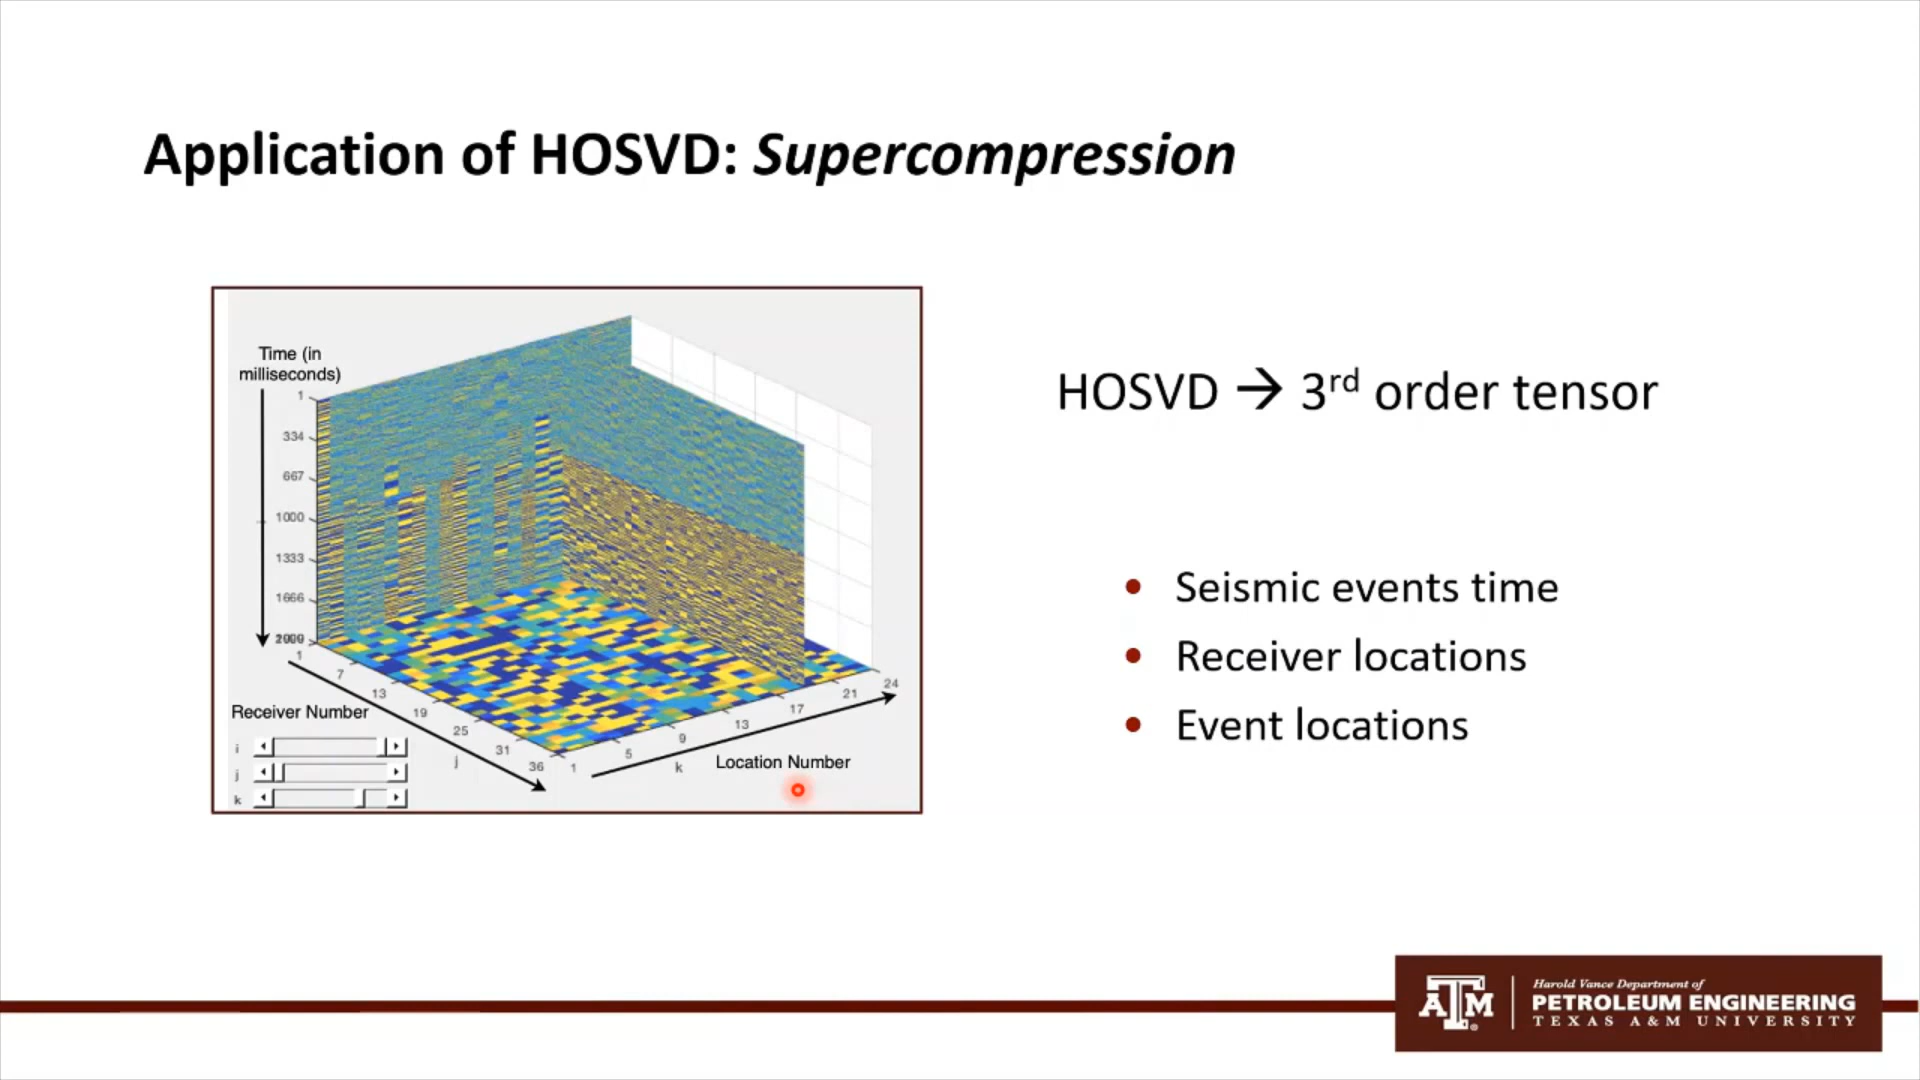 Application of HOSVD: Supercompression
Time (in
milliseconds)
1
334
667
1000
1333
1666
1
7
13
19
25
31
36
j
Receiver Number
i
j
k
1
5
9
13
17
21
24
k
Location Number
HOSVD → 3rd order tensor
• Seismic events time
• Receiver locations
• Event locations
ATM
Harold Vance Department of
PETROLEUM ENGINEERING
TEXAS A&M UNIVERSITY